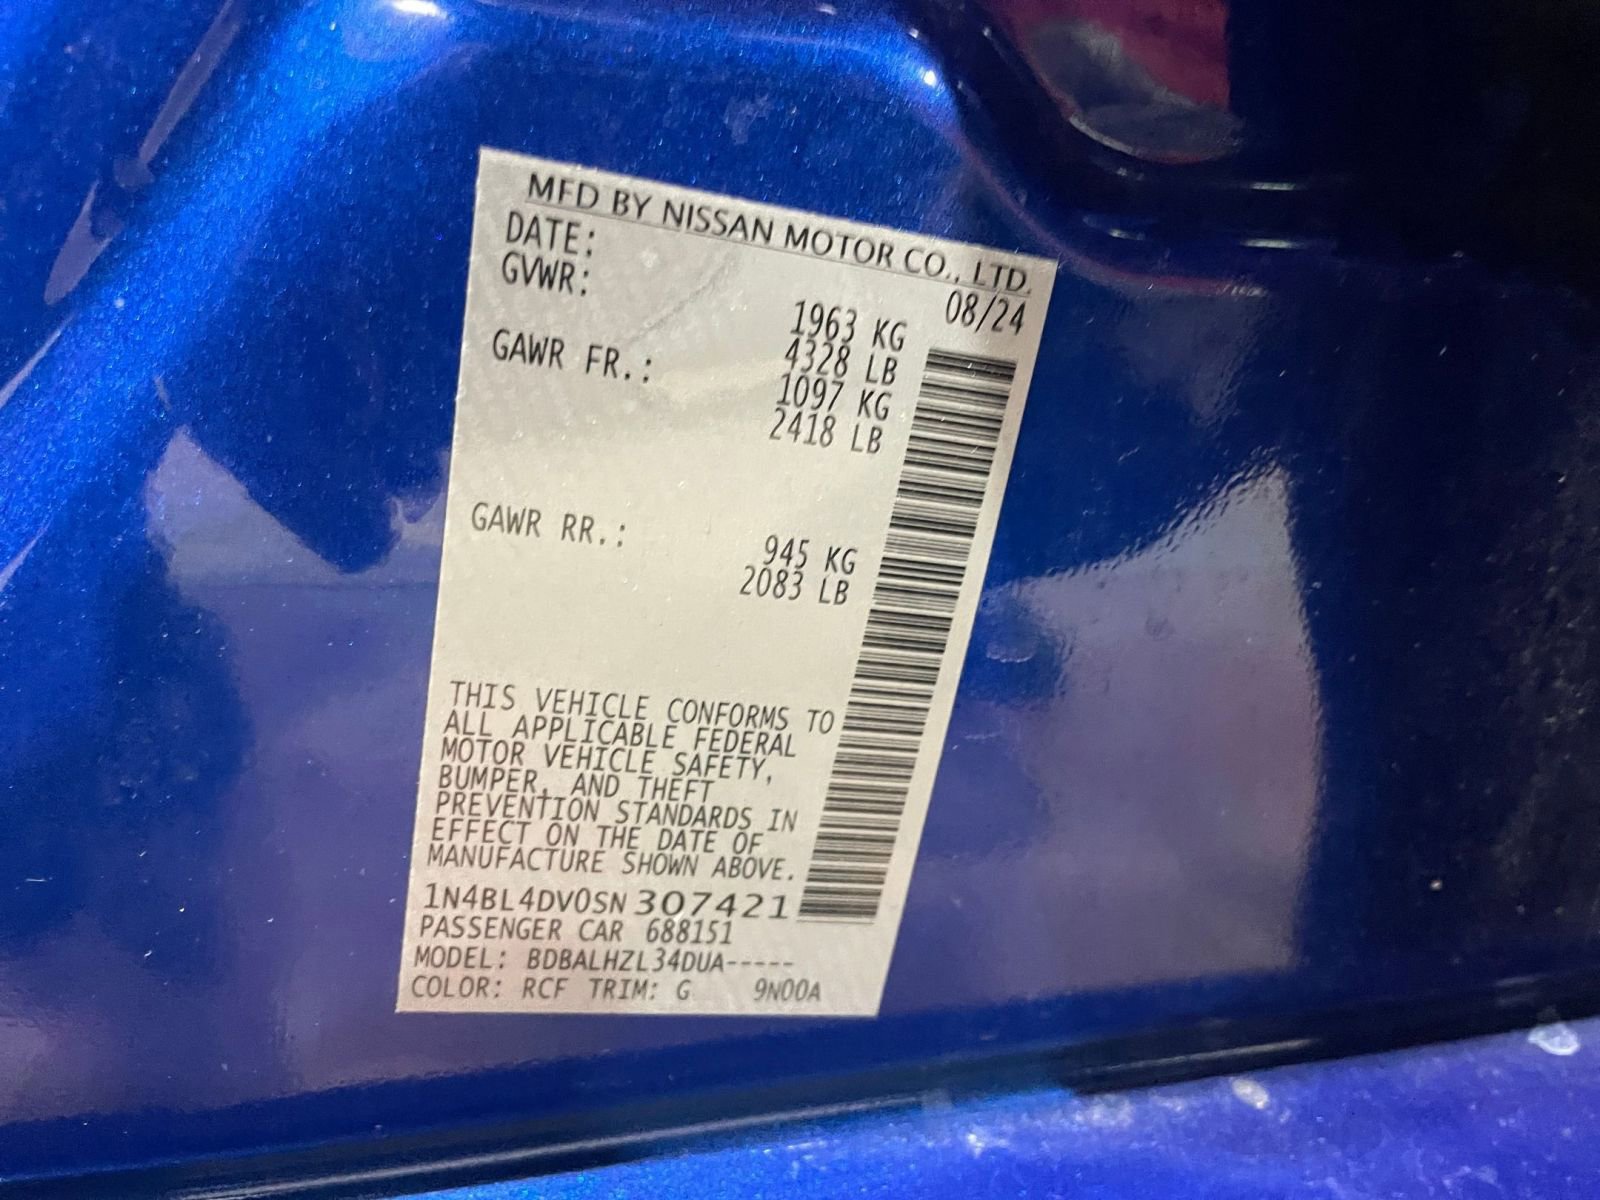 MFD BY NISSAN MOTOR CO., LTD.
DATE: 08/24
GVWR: 1963 KG
4328 LB
GAWR FR.: 1097 KG
2418 LB
GAWR RR.: 945 KG
2083 LB
THIS VEHICLE CONFORMS TO
ALL APPLICABLE FEDERAL
MOTOR VEHICLE SAFETY,
BUMPER, AND THEFT
PREVENTION STANDARDS IN
EFFECT ON THE DATE OF
MANUFACTURE SHOWN ABOVE.
1N4BL4DV0SN307421
PASSENGER CAR 688151
MODEL: BDBALHZL34DUA-----
COLOR: RCF TRIM: G 9N00A